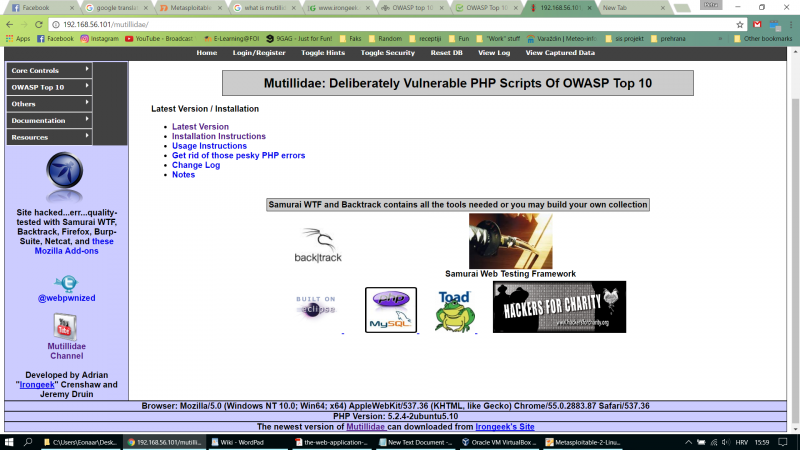 Facebook
google transla
Metasploitable
what is mutillid
www.irongeek
OWASP top 10
OWASP Top 10
192.168.56.101
New Tab
Petra
192.168.56.101/mutillidae/
Apps
Facebook
Instagram
YouTube - Broadcast
E-Learning@FOI
9GAG - Just for Fun!
Faks
Random
receptiji
Fun
"Work" stuff
Varaždin | Meteo-inf
sis projekt
prehrana
Other bookmarks
Home
Login/Register
Toggle Hints
Toggle Security
Reset DB
View Log
View Captured Data
Core Controls
OWASP Top 10
Others
Documentation
Resources
Site hacked...err...quality-
tested with Samurai WTF,
Backtrack, Firefox, Burp-
Suite, Netcat, and these
Mozilla Add-ons
@webpwnized
You
Tube
Mutillidae
Channel
Developed by Adrian
"Irongeek" Crenshaw and
Jeremy Druin
Mutillidae: Deliberately Vulnerable PHP Scripts Of OWASP Top 10
Latest Version / Installation
Latest Version
Installation Instructions
Usage Instructions
Get rid of those pesky PHP errors
Change Log
Notes
Samurai WTF and Backtrack contains all the tools needed or you may build your own collection
back|track
Samurai Web Testing Framework
BUILT ON
eclipse
php
MySQL
Toad
HACKERS FOR CHARITY
www.hackersforcharity.org
Browser: Mozilla/5.0 (Windows NT 10.0; Win64; x64) AppleWebKit/537.36 (KHTML, like Gecko) Chrome/55.0.2883.87 Safari/537.36
PHP Version: 5.2.4-2ubuntu5.10
The newest version of Mutillidae can downloaded from Irongeek's Site
C:\Users\Eonaar\Desk...
192.168.56.101/mutilli...
Wiki - WordPad
the-web-application-...
New Text Document -...
Oracle VM VirtualBox ...
Metasploitable-2-Linu...
HRV
15:59